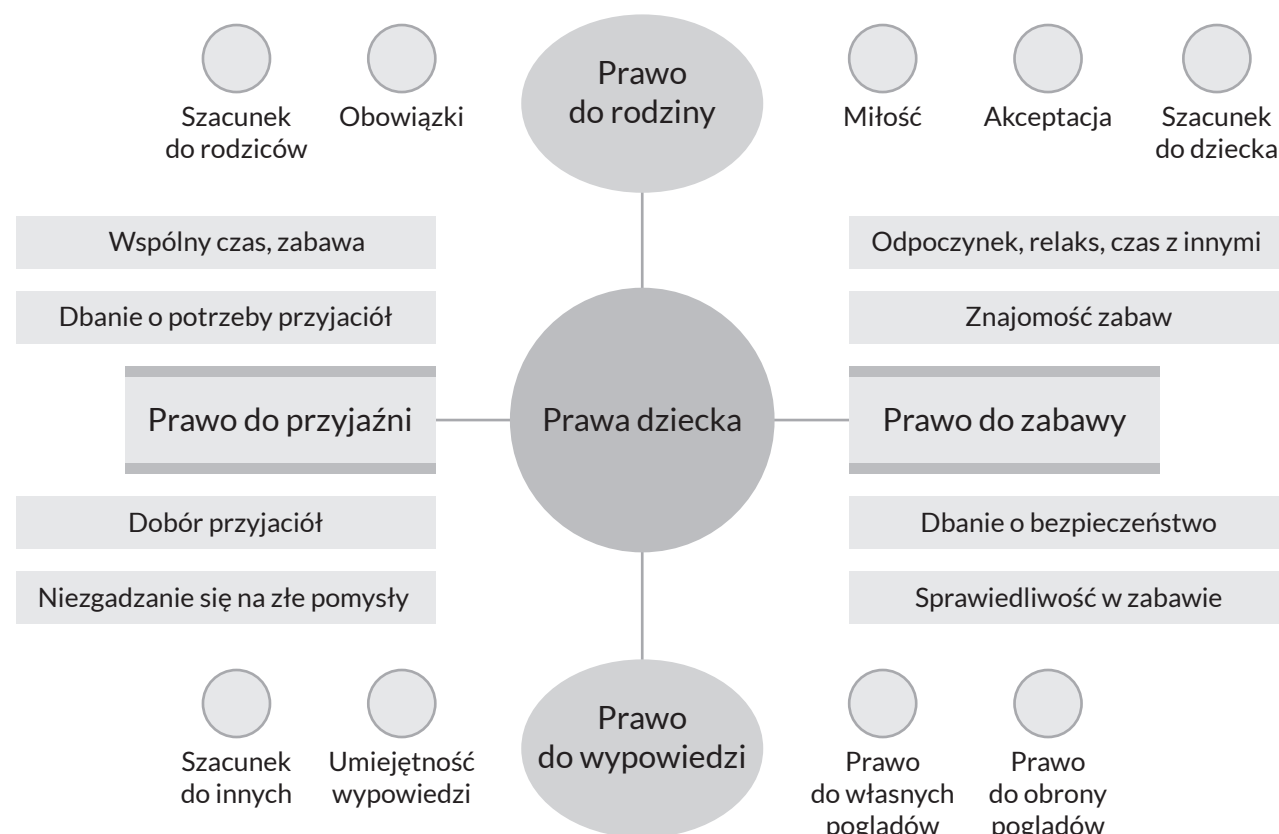 Prawo
do rodziny
Szacunek
do rodziców
Obowiązki
Miłość
Akceptacja
Szacunek
do dziecka
Wspólny czas, zabawa
Dbanie o potrzeby przyjaciół
Prawo do przyjaźni
Dobór przyjaciół
Niezgadzanie się na złe pomysły
Prawa dziecka
Odpoczynek, relaks, czas z innymi
Znajomość zabaw
Prawo do zabawy
Dbanie o bezpieczeństwo
Sprawiedliwość w zabawie
Szacunek
do innych
Umiejętność
wypowiedzi
Prawo
do wypowiedzi
Prawo
do własnych
poglądów
Prawo
do obrony
poglądów